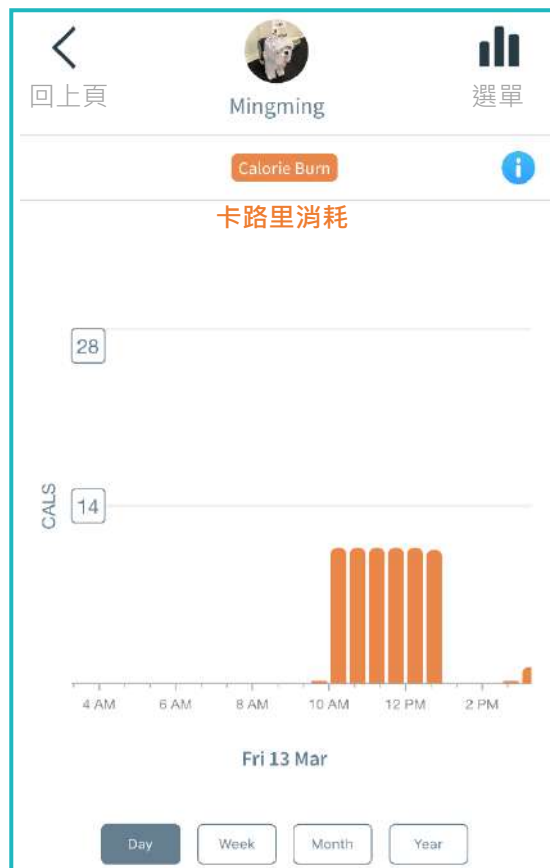 回上頁
Mingming
選單
Calorie Burn
i
卡路里消耗
28
14
CALS
4 AM 6 AM 8 AM 10 AM 12 PM 2 PM
Fri 13 Mar
Day Week Month Year